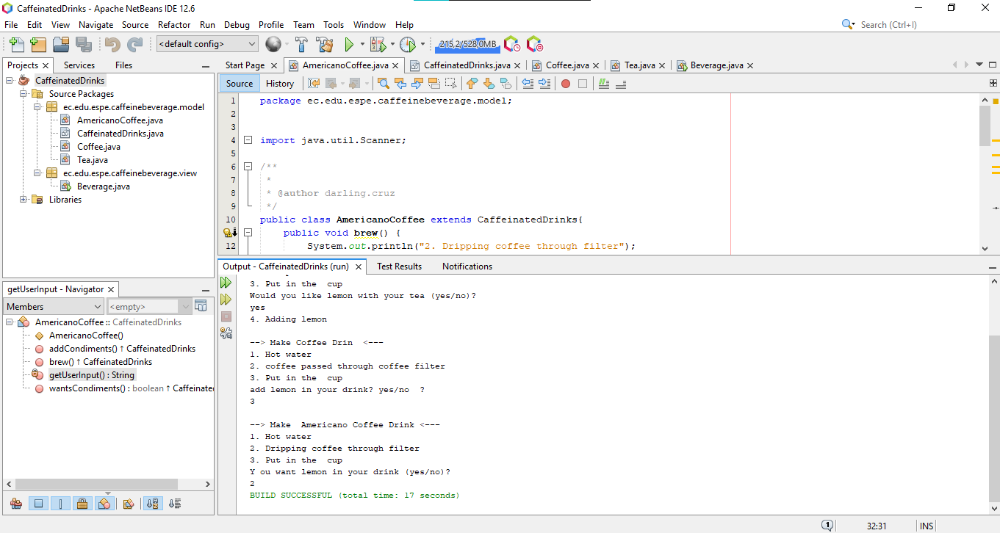 CaffeinatedDrinks - Apache NetBeans IDE 12.6
File Edit View Navigate Source Refactor Run Debug Profile Team Tools Window Help
Search (Ctrl+I)
<default config>
215,2/528,0MB
Projects Services Files
Start Page AmericanoCoffee.java CaffeinatedDrinks.java Coffee.java Tea.java Beverage.java
CaffeinatedDrinks
Source Packages
ec.edu.espe.caffeinebeverage.model
AmericanoCoffee.java
CaffeinatedDrinks.java
Coffee.java
Tea.java
ec.edu.espe.caffeinebeverage.view
Beverage.java
Libraries
Source History
1 package ec.edu.espe.caffeinebeverage.model;
2
3
4 import java.util.Scanner;
5
6 /**
7 *
8 * @author darling.cruz
9 */
10 public class AmericanoCoffee extends CaffeinatedDrinks{
public void brew() {
12 System.out.println("2. Dripping coffee through filter");
getUserInput - Navigator
Members <empty>
AmericanoCoffee :: CaffeinatedDrinks
AmericanoCoffee()
addCondiments() ↑ CaffeinatedDrinks
brew() ↑ CaffeinatedDrinks
getUserInput() : String
wantsCondiments() : boolean ↑ Caffeinate
Output - CaffeinatedDrinks (run) Test Results Notifications
3. Put in the  cup
Would you like lemon with your tea (yes/no)?
yes
4. Adding lemon
--> Make Coffee Drin  <---
1. Hot water
2. coffee passed through coffee filter
3. Put in the  cup
add lemon in your drink? yes/no  ?
3
--> Make  Americano Coffee Drink <---
1. Hot water
2. Dripping coffee through filter
3. Put in the  cup
Y ou want lemon in your drink (yes/no)?
2
BUILD SUCCESSFUL (total time: 17 seconds)
1 32:31 INS